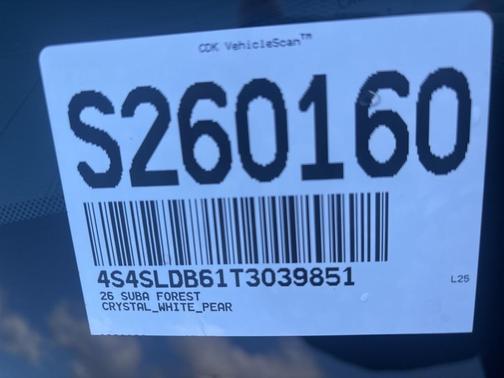 CDK VehicleScan™
S260160
4S4SLDB61T3039851
L25
26 SUBA FOREST
CRYSTAL_WHITE_PEAR